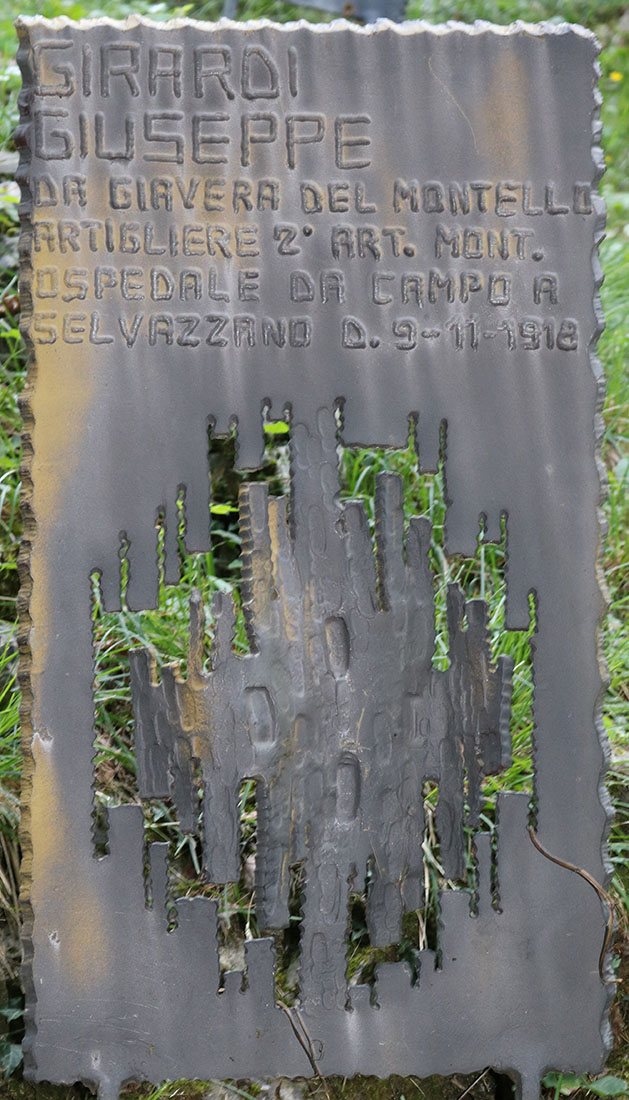 GIRARDI
GIUSEPPE
DA GIAVERA DEL MONTELLO
ARTIGLIERE 2° ART. MONT.
OSPEDALE DA CAMPO A
SELVAZZANO D. 9-11-1918